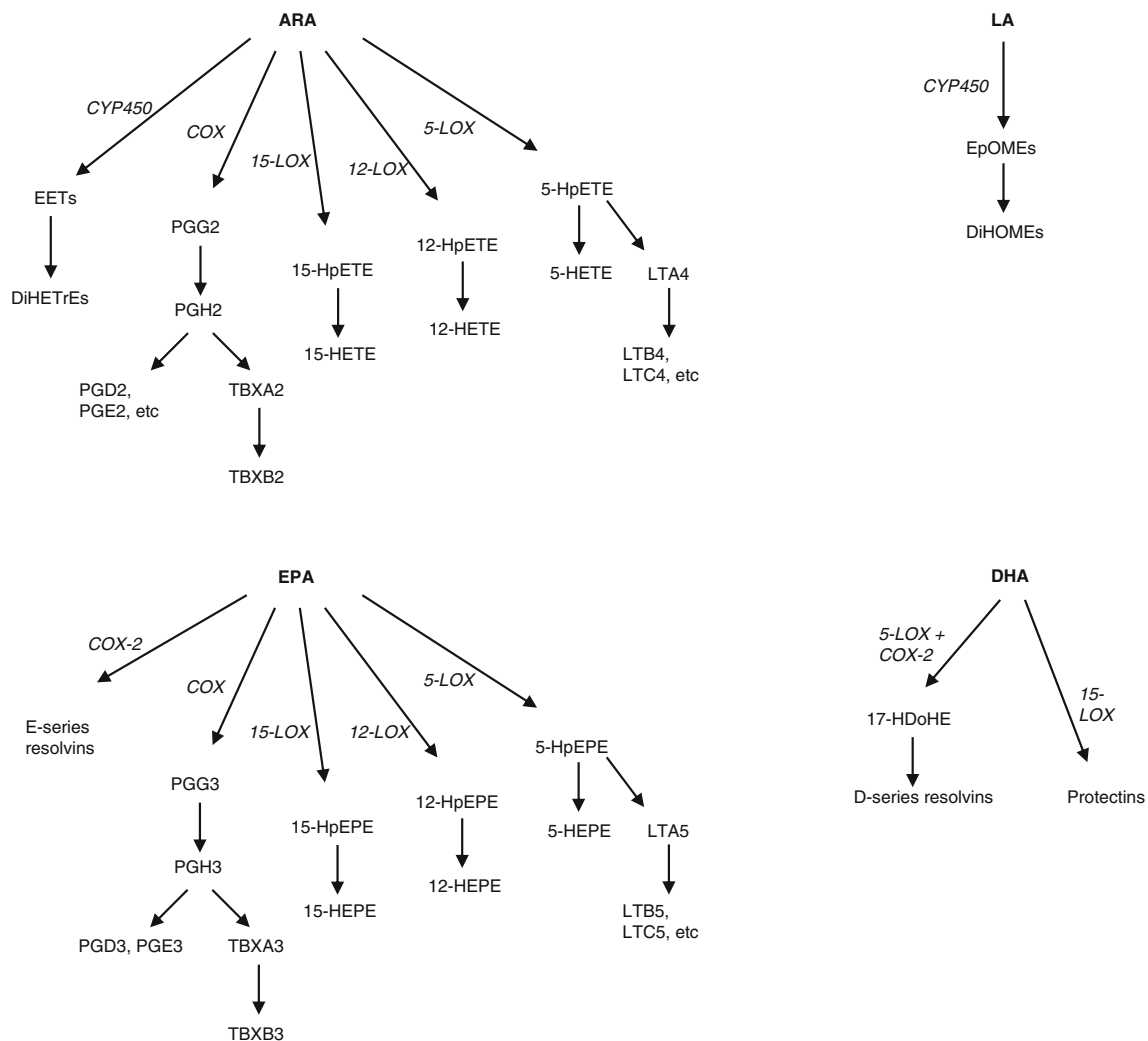 ARA
CYP450
COX
15-LOX
12-LOX
5-LOX
EETs
DiHETrEs
PGG2
PGH2
PGD2,
PGE2, etc
TBXA2
TBXB2
15-HpETE
15-HETE
12-HpETE
12-HETE
5-HpETE
5-HETE
LTA4
LTB4,
LTC4, etc
LA
CYP450
EpOMEs
DiHOMEs
EPA
COX-2
COX
15-LOX
12-LOX
5-LOX
E-series
resolvins
PGG3
PGH3
PGD3, PGE3
TBXA3
TBXB3
15-HpEPE
15-HEPE
12-HpEPE
12-HEPE
5-HpEPE
5-HEPE
LTA5
LTB5,
LTC5, etc
DHA
5-LOX +
COX-2
15-
LOX
17-HDoHE
D-series resolvins
Protectins